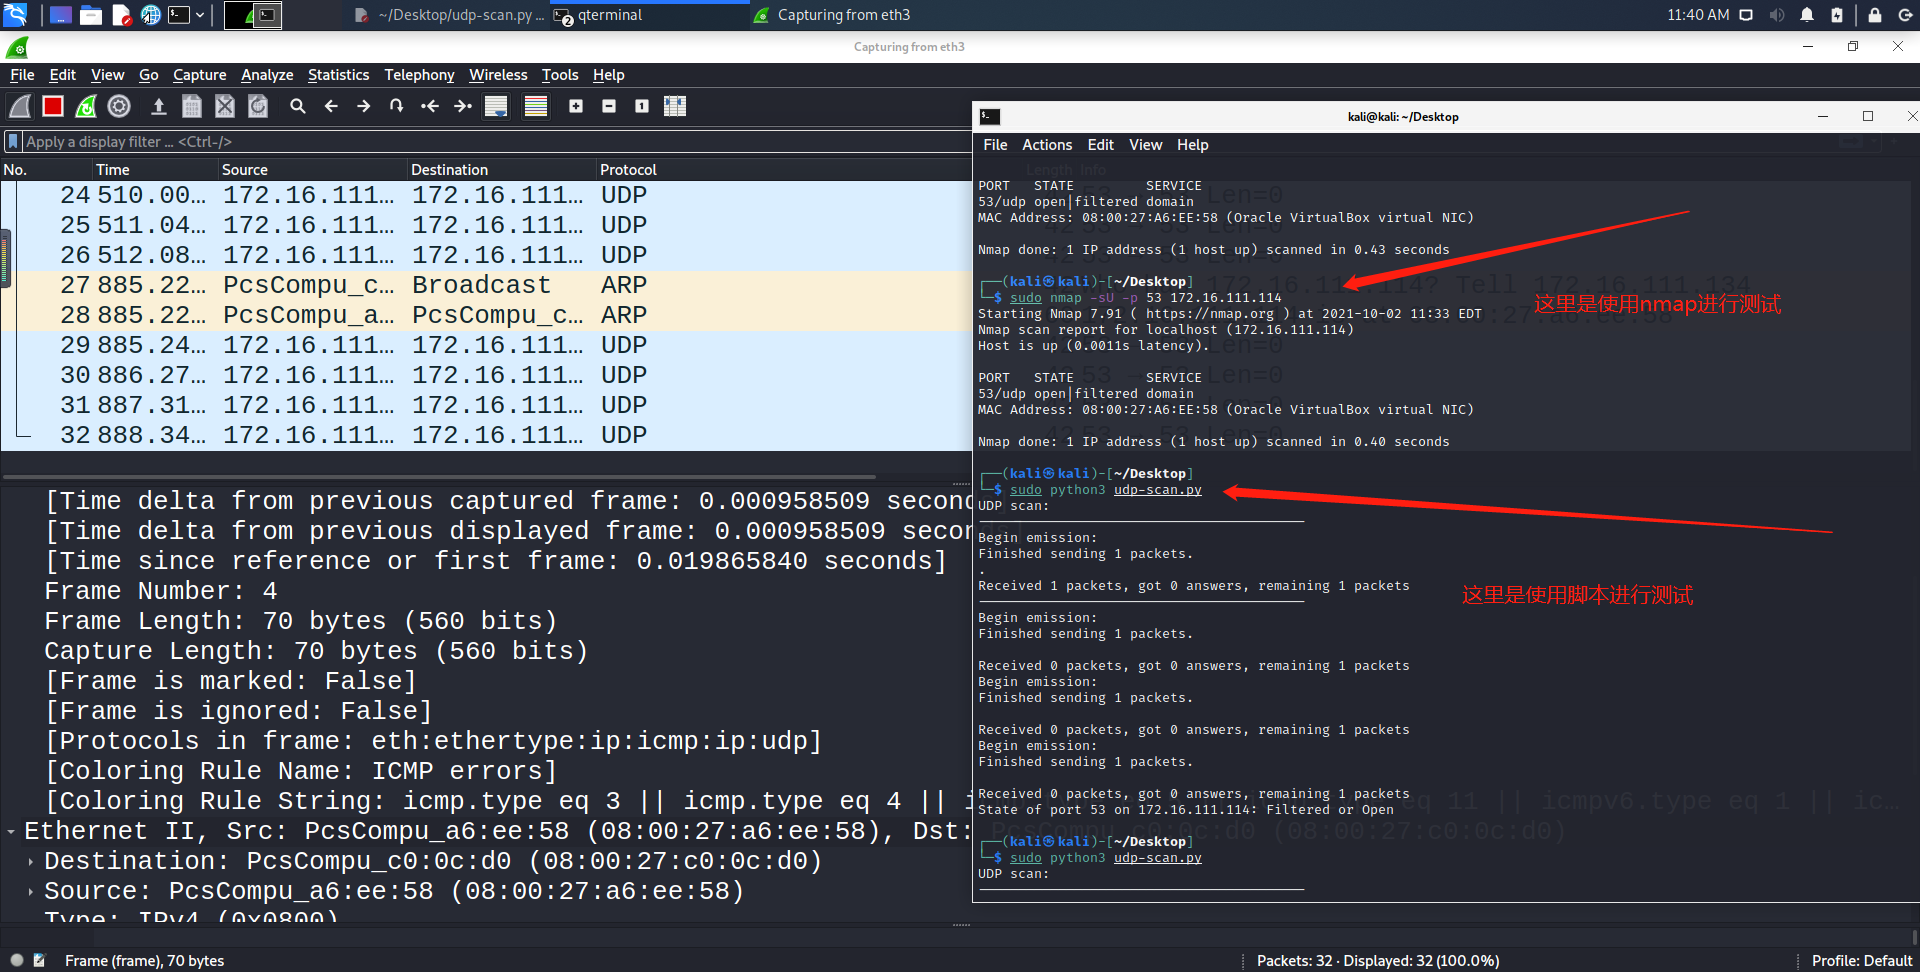 ~/Desktop/udp-scan.py ...
qterminal
Capturing from eth3
11:40 AM
Capturing from eth3
File Edit View Go Capture Analyze Statistics Telephony Wireless Tools Help
Apply a display filter ... <Ctrl-/>
No. Time Source Destination Protocol
24 510.00… 172.16.111… 172.16.111… UDP
25 511.04… 172.16.111… 172.16.111… UDP
26 512.08… 172.16.111… 172.16.111… UDP
27 885.22… PcsCompu_c… Broadcast ARP
28 885.22… PcsCompu_a… PcsCompu_c… ARP
29 885.24… 172.16.111… 172.16.111… UDP
30 886.27… 172.16.111… 172.16.111… UDP
31 887.31… 172.16.111… 172.16.111… UDP
32 888.34… 172.16.111… 172.16.111… UDP
[Time delta from previous captured frame: 0.000958509 secon
[Time delta from previous displayed frame: 0.000958509 seco
[Time since reference or first frame: 0.019865840 seconds]
Frame Number: 4
Frame Length: 70 bytes (560 bits)
Capture Length: 70 bytes (560 bits)
[Frame is marked: False]
[Frame is ignored: False]
[Protocols in frame: eth:ethertype:ip:icmp:ip:udp]
[Coloring Rule Name: ICMP errors]
[Coloring Rule String: icmp.type eq 3 || icmp.type eq 4 || i
Ethernet II, Src: PcsCompu_a6:ee:58 (08:00:27:a6:ee:58), Dst: PcsCompu_c0:0c:d0 (08:00:27:c0:0c:d0)
Destination: PcsCompu_c0:0c:d0 (08:00:27:c0:0c:d0)
Source: PcsCompu_a6:ee:58 (08:00:27:a6:ee:58)
Type: IPv4 (0x0800)
kali@kali: ~/Desktop
File Actions Edit View Help
PORT STATE SERVICE
53/udp open|filtered domain
MAC Address: 08:00:27:A6:EE:58 (Oracle VirtualBox virtual NIC)
Nmap done: 1 IP address (1 host up) scanned in 0.43 seconds
┌──(kali㉿kali)-[~/Desktop]
└─$ sudo nmap -sU -p 53 172.16.111.114
Starting Nmap 7.91 ( https://nmap.org ) at 2021-10-02 11:33 EDT
Nmap scan report for localhost (172.16.111.114)
Host is up (0.0011s latency).
PORT STATE SERVICE
53/udp open|filtered domain
MAC Address: 08:00:27:A6:EE:58 (Oracle VirtualBox virtual NIC)
Nmap done: 1 IP address (1 host up) scanned in 0.40 seconds
┌──(kali㉿kali)-[~/Desktop]
└─$ sudo python3 udp-scan.py
UDP scan:
Begin emission:
Finished sending 1 packets.
.
Received 1 packets, got 0 answers, remaining 1 packets
Begin emission:
Finished sending 1 packets.
Received 0 packets, got 0 answers, remaining 1 packets
Begin emission:
Finished sending 1 packets.
Received 0 packets, got 0 answers, remaining 1 packets
Begin emission:
Finished sending 1 packets.
Received 0 packets, got 0 answers, remaining 1 packets
State of port 53 on 172.16.111.114: Filtered or Open
┌──(kali㉿kali)-[~/Desktop]
└─$ sudo python3 udp-scan.py
UDP scan:
这里是使用nmap进行测试
这里是使用脚本进行测试
Frame (frame), 70 bytes
Packets: 32 · Displayed: 32 (100.0%)
Profile: Default